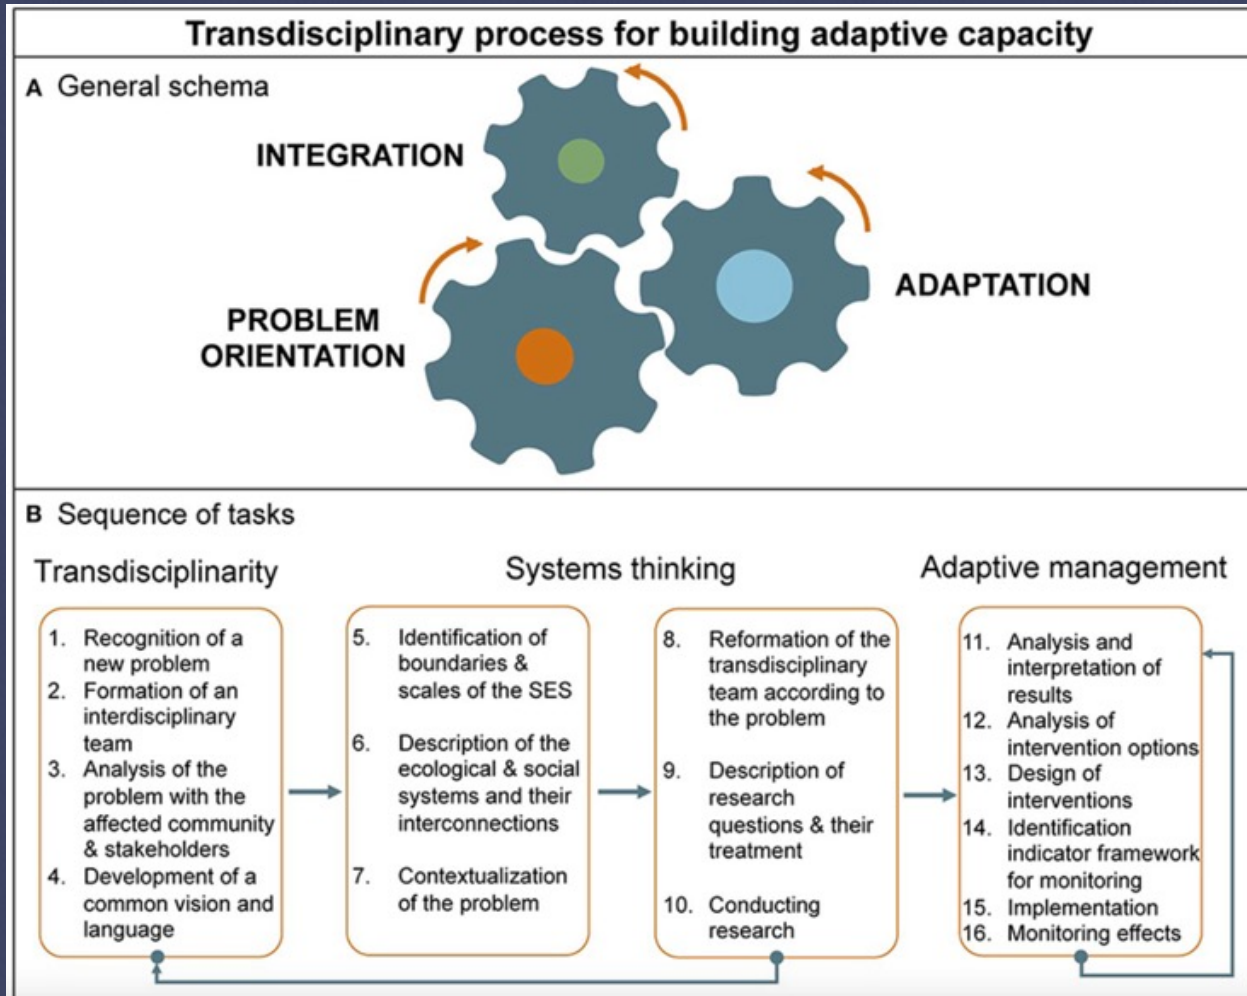 Transdisciplinary process for building adaptive capacity
A General schema
INTEGRATION
PROBLEM
ORIENTATION
ADAPTATION
B Sequence of tasks
Transdisciplinarity
1. Recognition of a
new problem
2. Formation of an
interdisciplinary
team
3. Analysis of the
problem with the
affected community
& stakeholders
4. Development of a
common vision and
language
Systems thinking
5. Identification of
boundaries &
scales of the SES
6. Description of the
ecological & social
systems and their
interconnections
7. Contextualization
of the problem
8. Reformation of the
transdisciplinary
team according to
the problem
9. Description of
research
questions & their
treatment
10. Conducting
research
Adaptive management
11. Analysis and
interpretation of
results
12. Analysis of
intervention options
13. Design of
interventions
14. Identification
indicator framework
for monitoring
15. Implementation
16. Monitoring effects